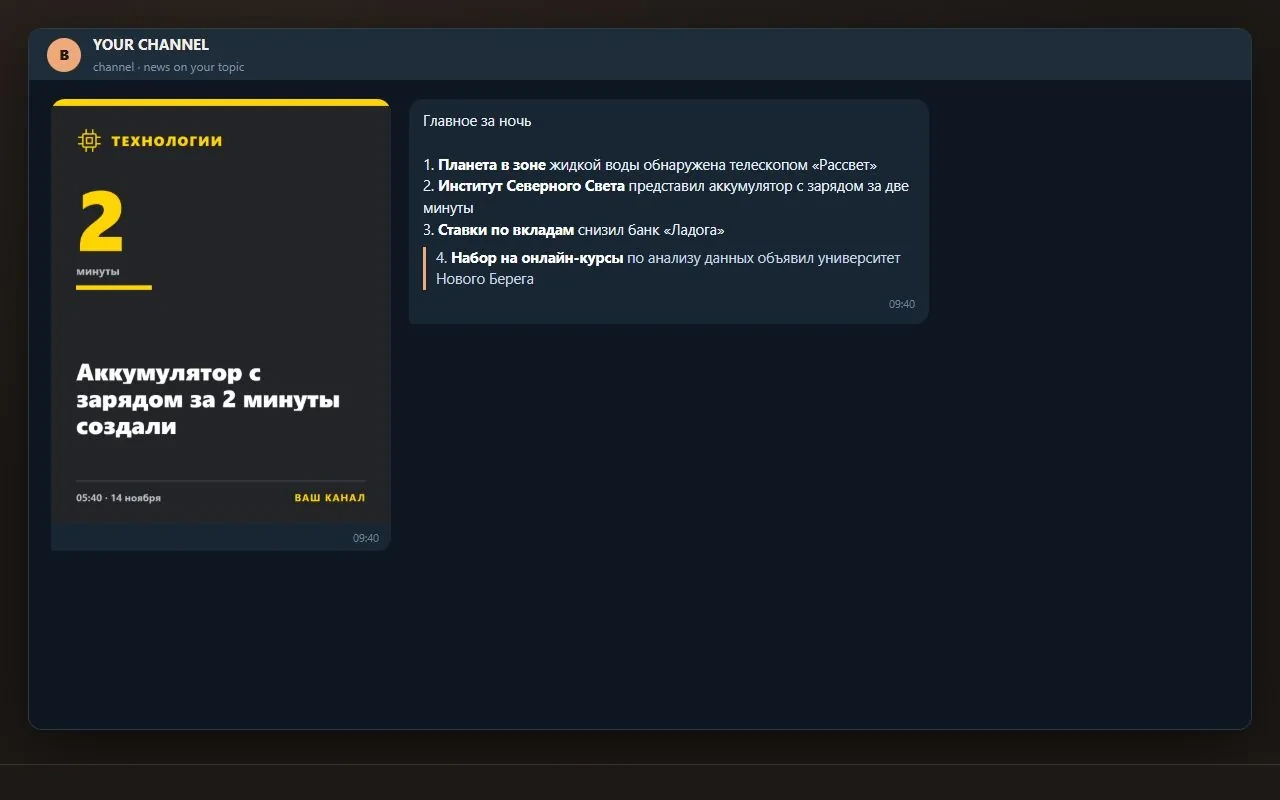 B
YOUR CHANNEL
channel · news on your topic
ТЕХНОЛОГИИ
2
минуты
Аккумулятор с
зарядом за 2 минуты
создали
05:40 · 14 ноября
ВАШ КАНАЛ
09:40
Главное за ночь
1. Планета в зоне жидкой воды обнаружена телескопом «Рассвет»
2. Институт Северного Света представил аккумулятор с зарядом за две
минуты
3. Ставки по вкладам снизил банк «Ладога»
4. Набор на онлайн-курсы по анализу данных объявил университет
Нового Берега
09:40